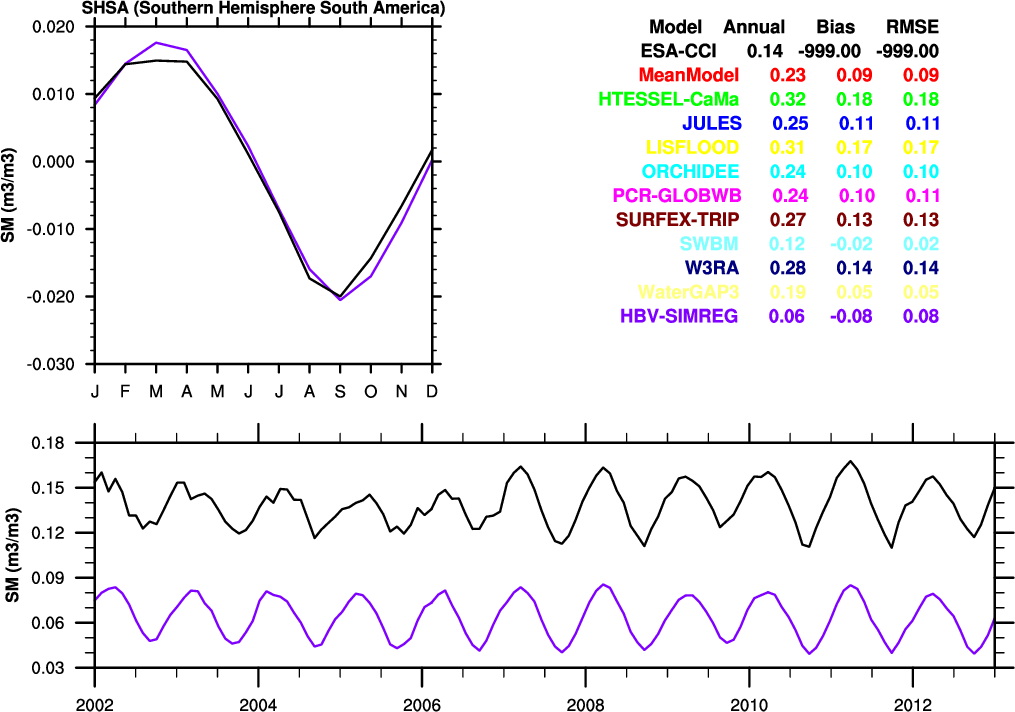 SHSA (Southern Hemisphere South America)
0.020
0.010
0.000
-0.010
-0.020
-0.030
SM (m3/m3)
J F M A M J J A S O N D
Model Annual Bias RMSE
ESA-CCI 0.14 -999.00 -999.00
MeanModel 0.23 0.09 0.09
HTESSEL-CaMa 0.32 0.18 0.18
JULES 0.25 0.11 0.11
LISFLOOD 0.31 0.17 0.17
ORCHIDEE 0.24 0.10 0.10
PCR-GLOBWB 0.24 0.10 0.11
SURFEX-TRIP 0.27 0.13 0.13
SWBM 0.12 -0.02 0.02
W3RA 0.28 0.14 0.14
WaterGAP3 0.19 0.05 0.05
HBV-SIMREG 0.06 -0.08 0.08
0.18
0.15
0.12
0.09
0.06
0.03
SM (m3/m3)
2002 2004 2006 2008 2010 2012